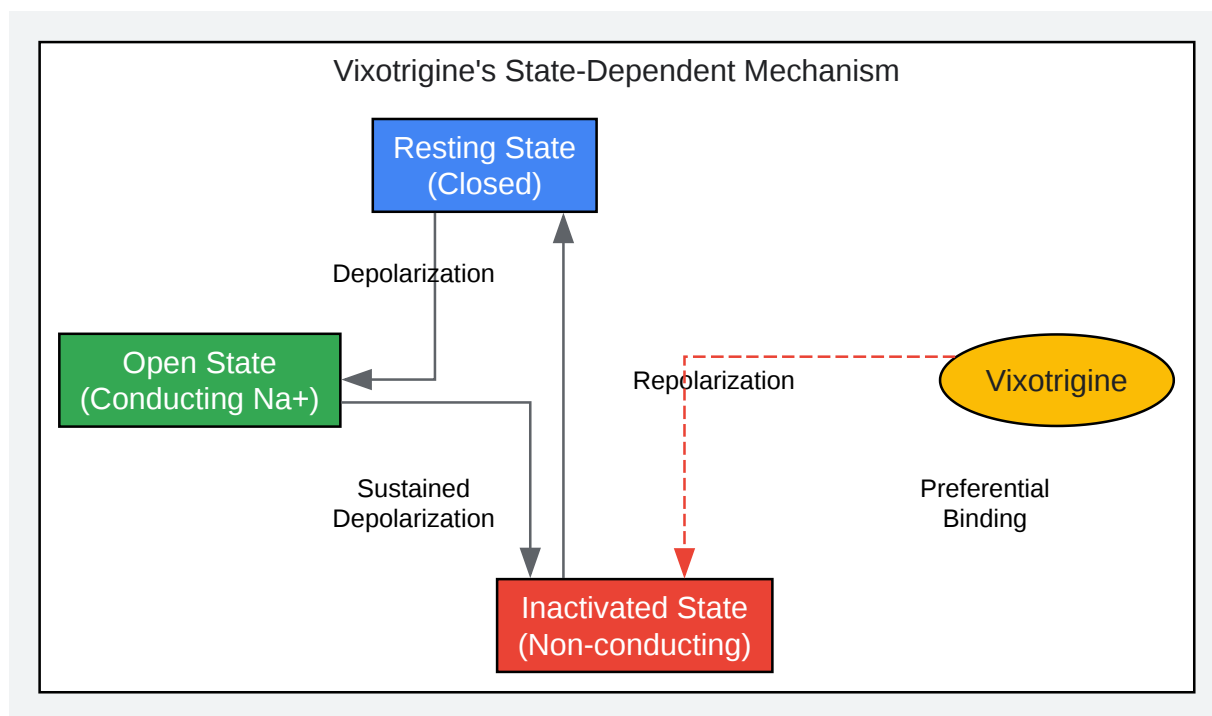 Vixotrigine's State-Dependent Mechanism
Resting State
(Closed)
Depolarization
Open State
(Conducting Na+)
Repolarization
Vixotrigine
Sustained
Depolarization
Preferential
Binding
Inactivated State
(Non-conducting)